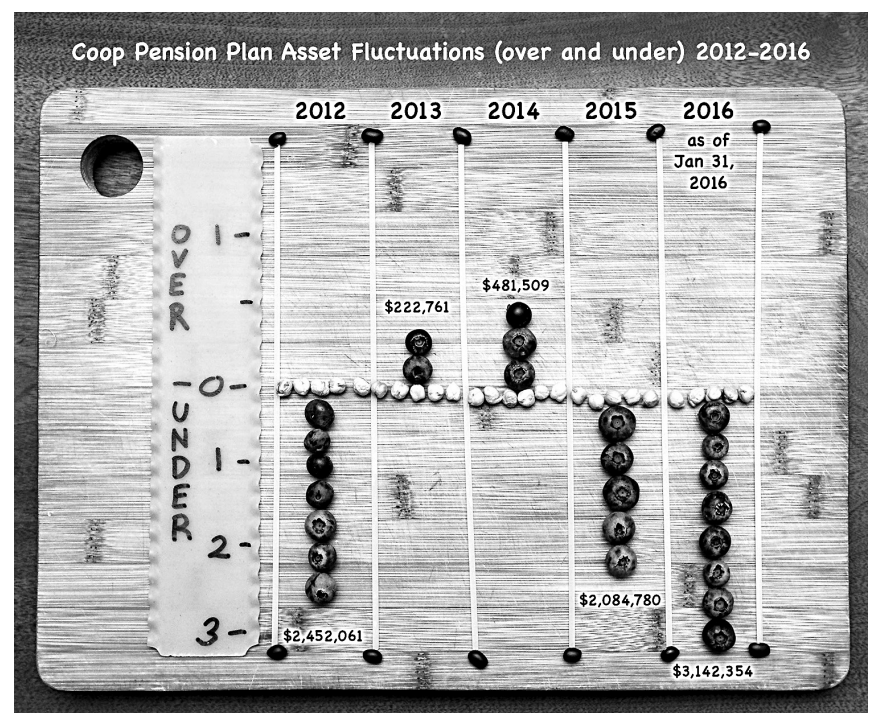 Coop Pension Plan Asset Fluctuations (over and under) 2012-2016
2012 2013 2014 2015 2016
as of
Jan 31,
2016
OVER
1 -
-
0 -
UNDER
1 -
2 -
3 -
$222,761
$481,509
$2,452,061
$2,084,780
$3,142,354